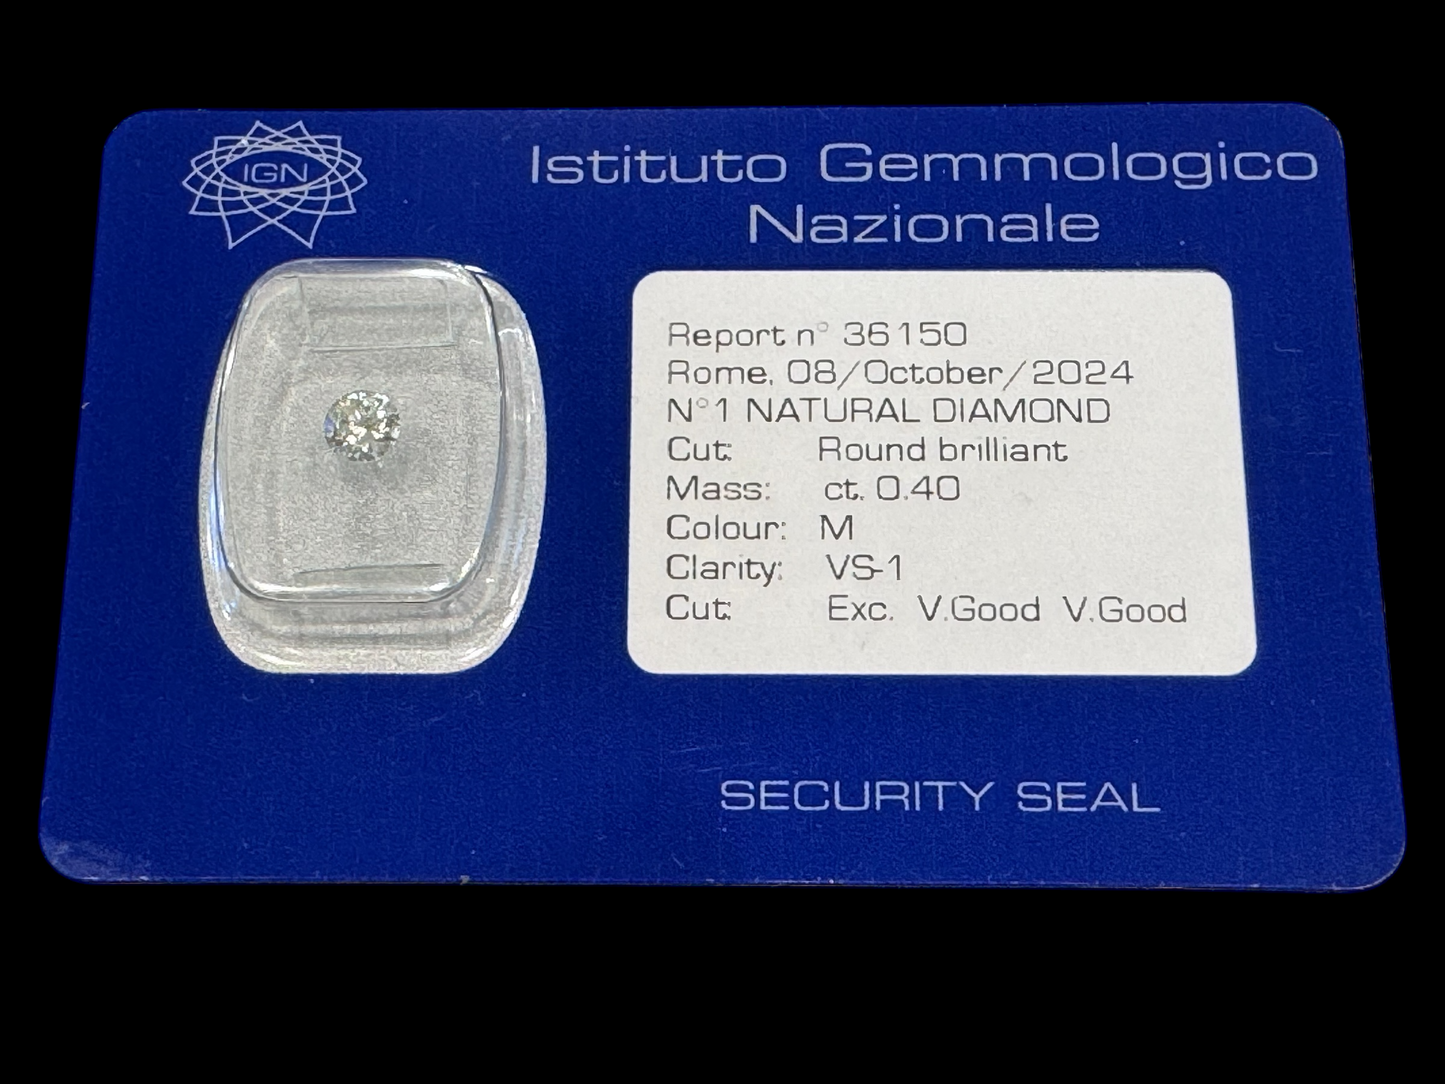 IGN
Istituto Gemmologico
Nazionale
Report n° 36150
Rome, 08/October/2024
N°1 NATURAL DIAMOND
Cut: Round brilliant
Mass: ct. 0.40
Colour: M
Clarity: VS-1
Cut: Exc. V.Good V.Good
SECURITY SEAL